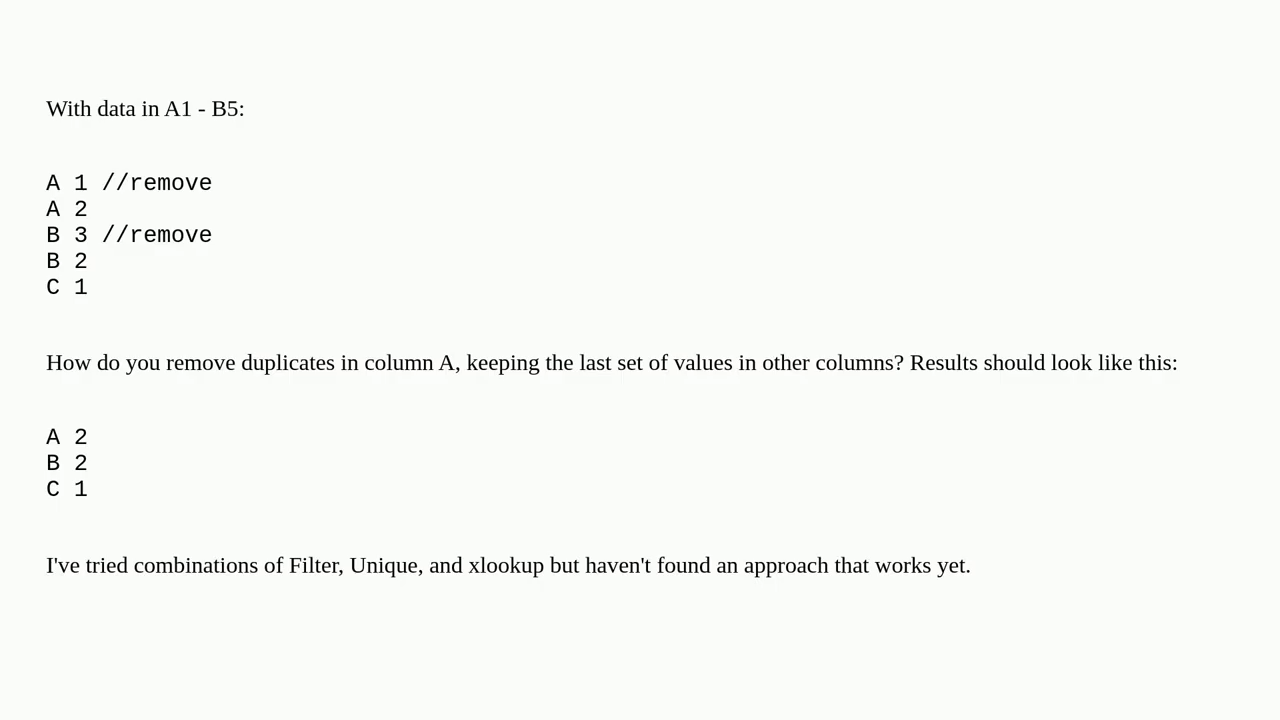 With data in A1 - B5:
A 1 //remove
A 2
B 3 //remove
B 2
C 1
How do you remove duplicates in column A, keeping the last set of values in other columns? Results should look like this:
A 2
B 2
C 1
I've tried combinations of Filter, Unique, and xlookup but haven't found an approach that works yet.